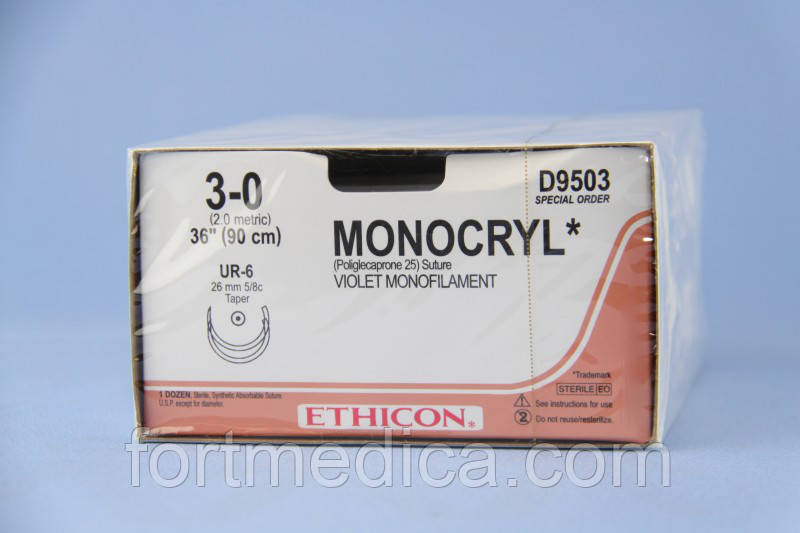 3-0
(2.0 metric)
36" (90 cm)
UR-6
26 mm 5/8c
Taper
1 DOZEN, Sterile, Synthetic Absorbable Suture
U.S.P. except for diameter.
MONOCRYL*
(Poliglecaprone 25) Suture
VIOLET MONOFILAMENT
D9503
SPECIAL ORDER
*Trademark
STERILE EO
See instructions for use
2 Do not reuse/resterilize.
ETHICON*
fortmedica.com